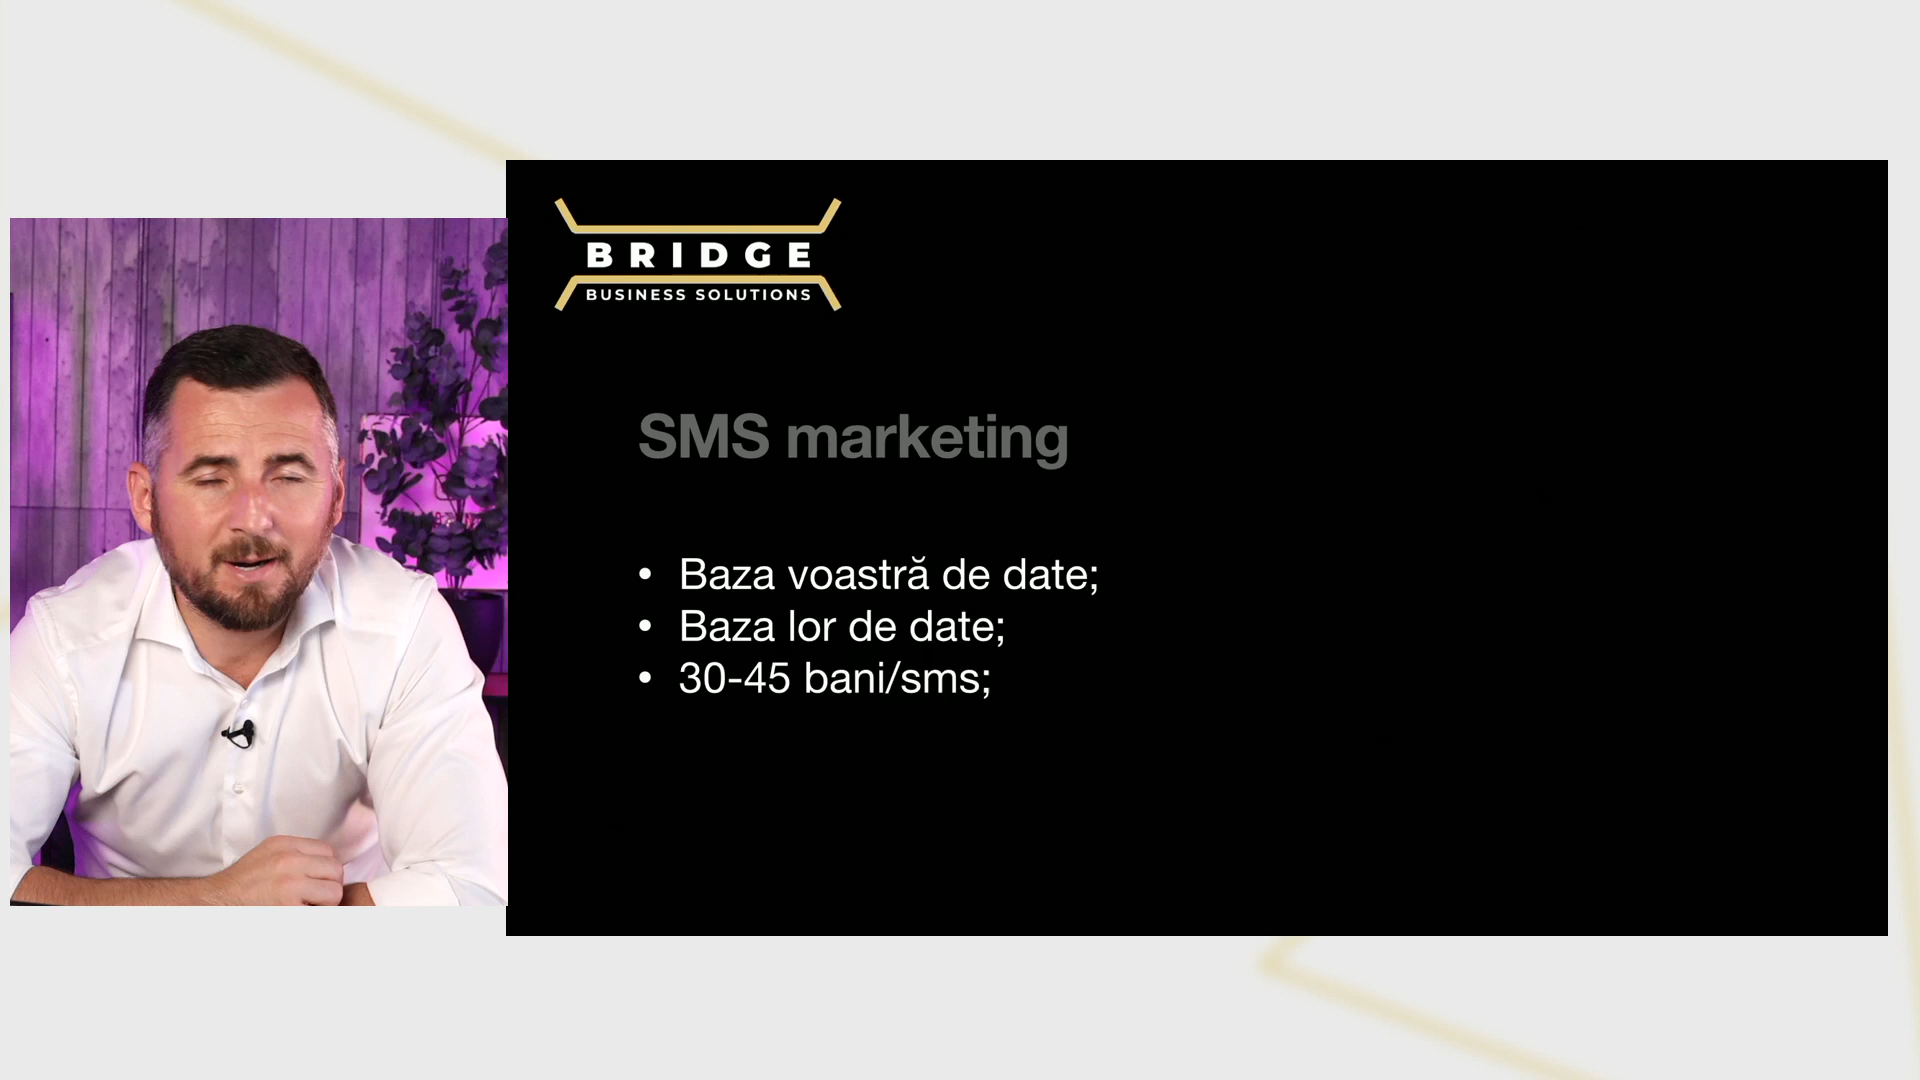 BRIDGE
BUSINESS SOLUTIONS
SMS marketing
• Baza voastră de date;
• Baza lor de date;
• 30-45 bani/sms;